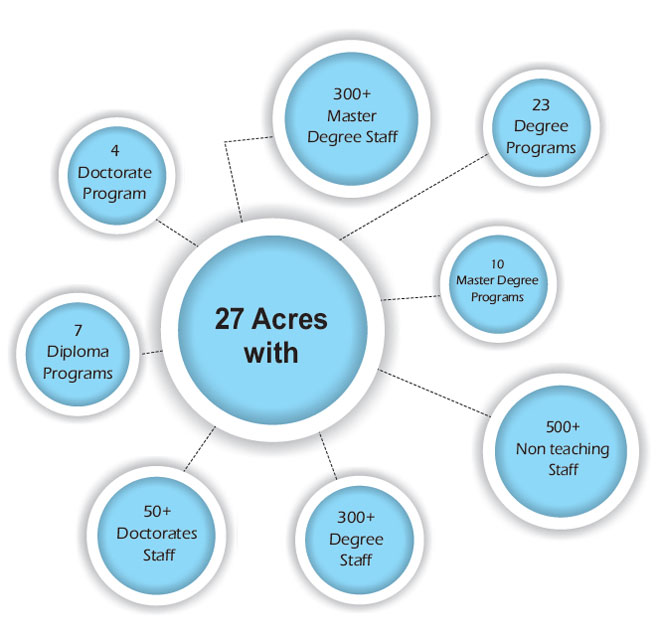 300+
Master
Degree Staff
23
Degree
Programs
4
Doctorate
Program
10
Master Degree
Programs
27 Acres
with
7
Diploma
Programs
500+
Non teaching
Staff
50+
Doctorates
Staff
300+
Degree
Staff